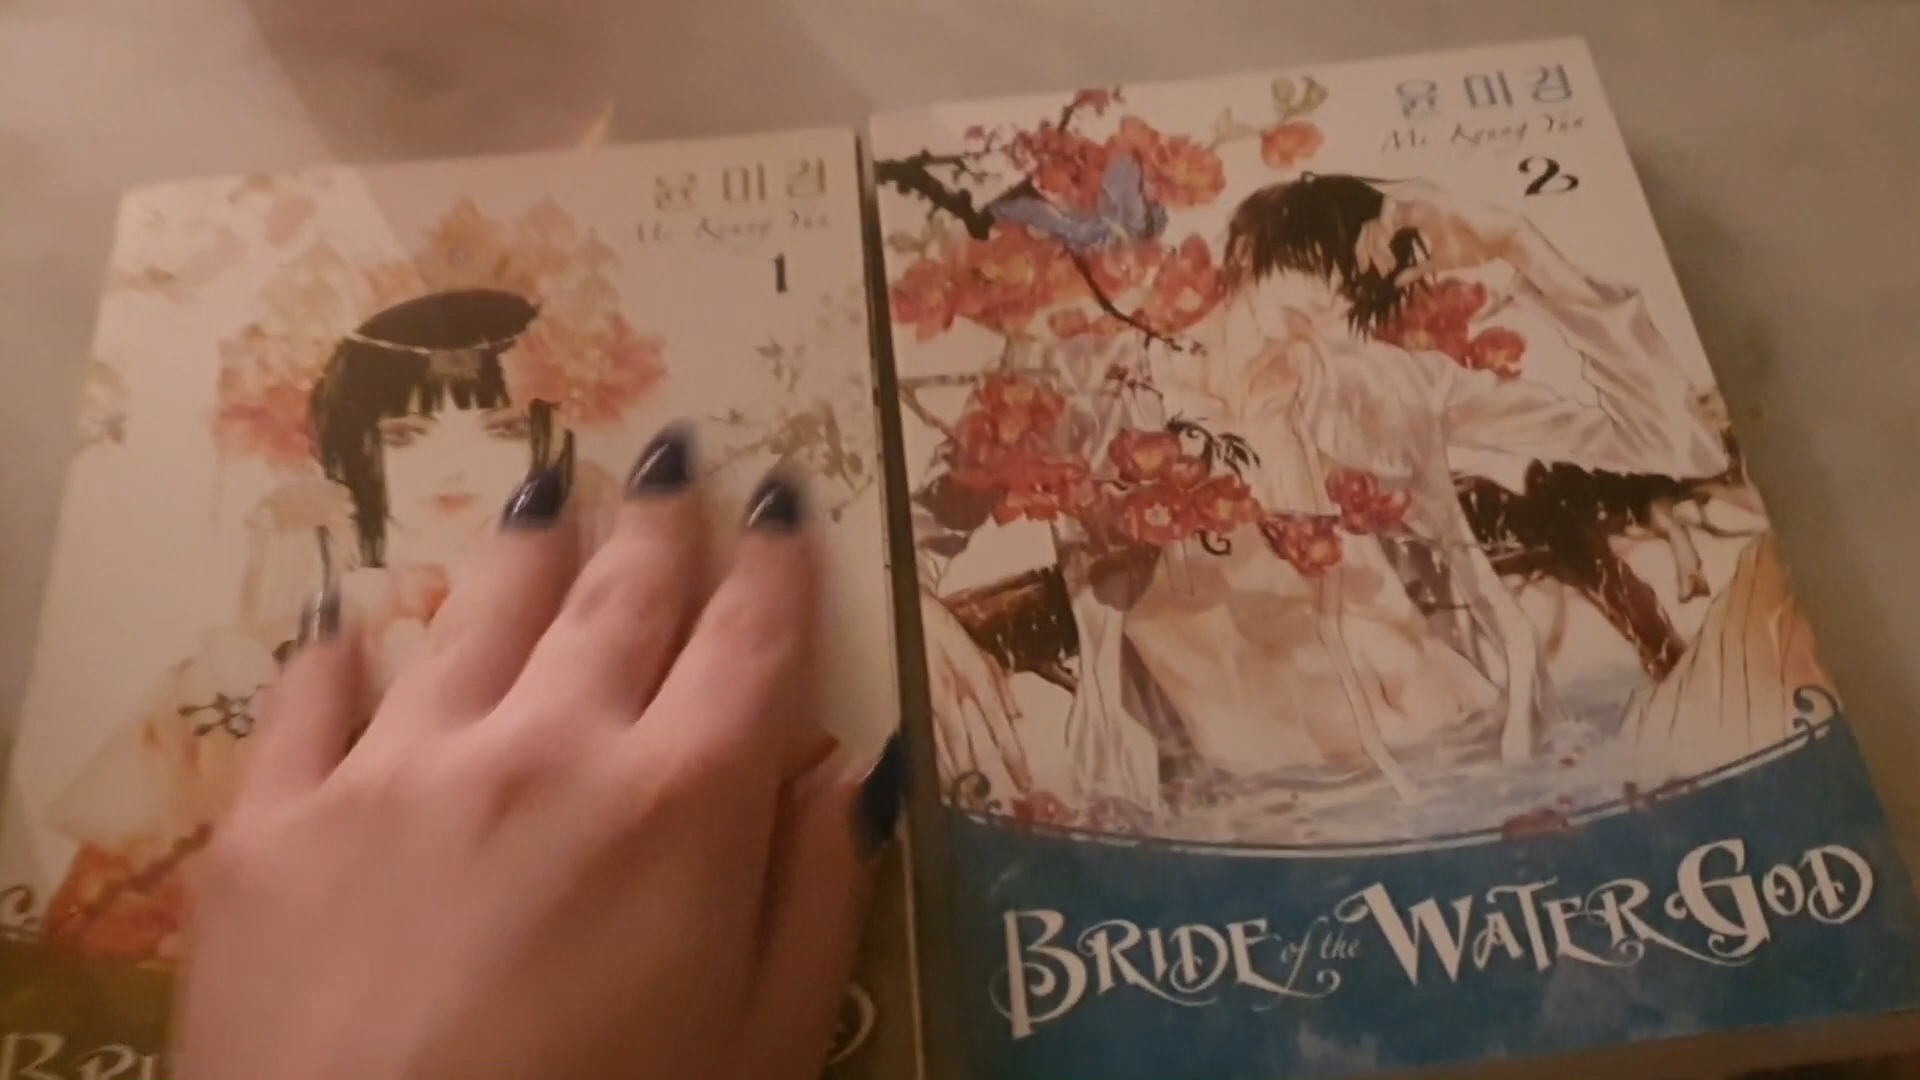 윤미경
Mi Kyung Yun
1
BRI
윤미경
Mi Kyung Yun
2
BRIDE of the WATER GOD